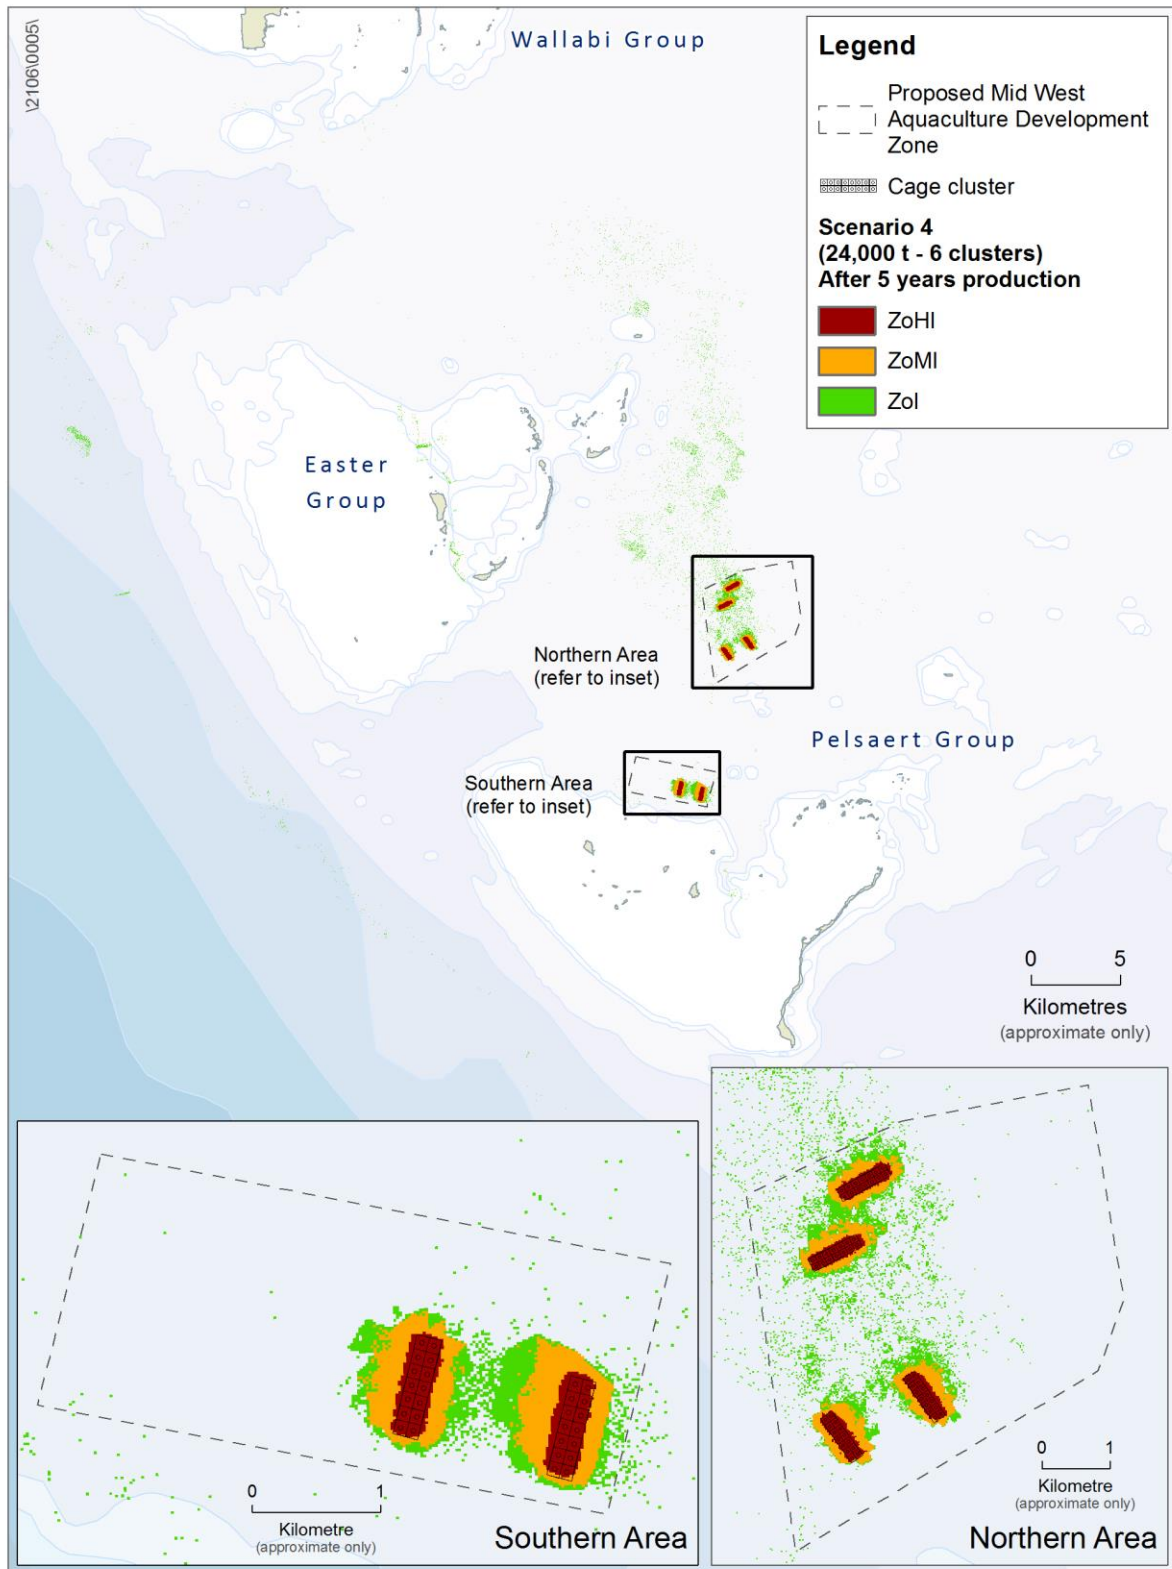 \2106\0005\
Wallabi Group
Legend
Proposed Mid West
Aquaculture Development
Zone
Cage cluster
Scenario 4
(24,000 t - 6 clusters)
After 5 years production
ZoHI
ZoMI
ZoI
Easter
Group
Northern Area
(refer to inset)
Pelsaert Group
Southern Area
(refer to inset)
0 5
Kilometres
(approximate only)
0 1
Kilometre
(approximate only)
Southern Area
0 1
Kilometre
(approximate only)
Northern Area